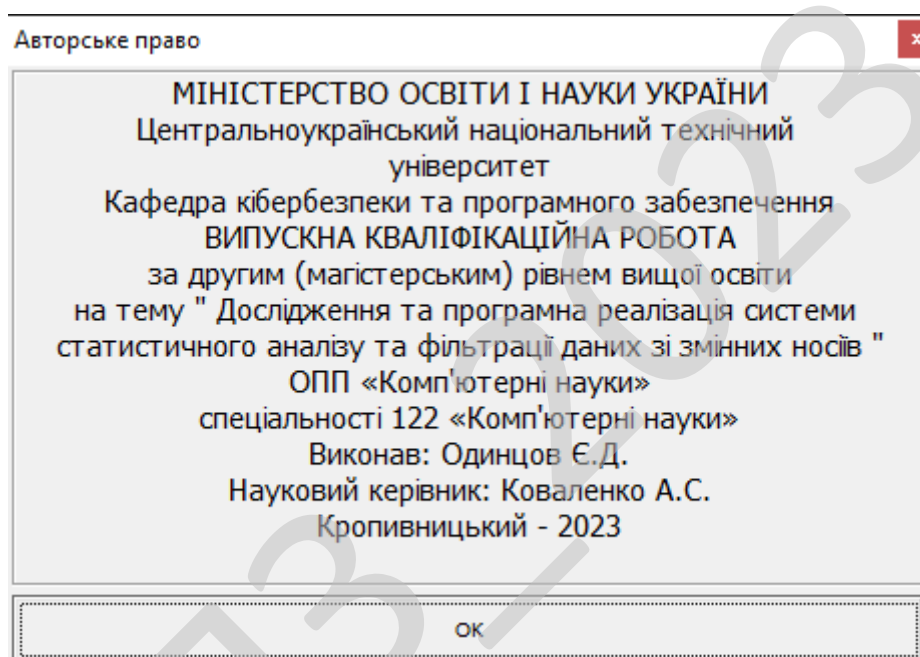 Авторське право
x
МІНІСТЕРСТВО ОСВІТИ І НАУКИ УКРАЇНИ
Центральноукраїнський національний технічний
університет
Кафедра кібербезпеки та програмного забезпечення
ВИПУСКНА КВАЛІФІКАЦІЙНА РОБОТА
за другим (магістерським) рівнем вищої освіти
на тему " Дослідження та програмна реалізація системи
статистичного аналізу та фільтрації даних зі змінних носіїв "
ОПП «Комп'ютерні науки»
спеціальності 122 «Комп'ютерні науки»
Виконав: Одинцов Є.Д.
Науковий керівник: Коваленко А.С.
Кропивницький - 2023
ОК